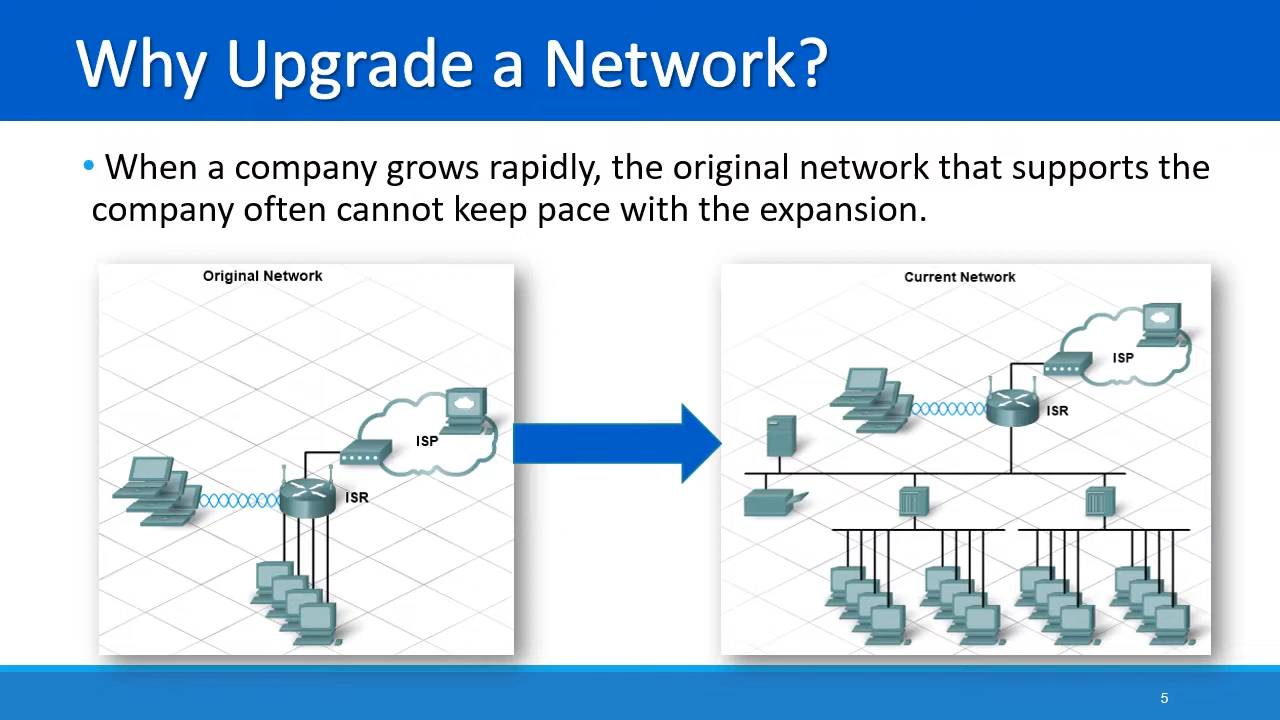 Why Upgrade a Network?
• When a company grows rapidly, the original network that supports the
company often cannot keep pace with the expansion.
Original Network
ISP
ISR
Current Network
ISP
ISR
5